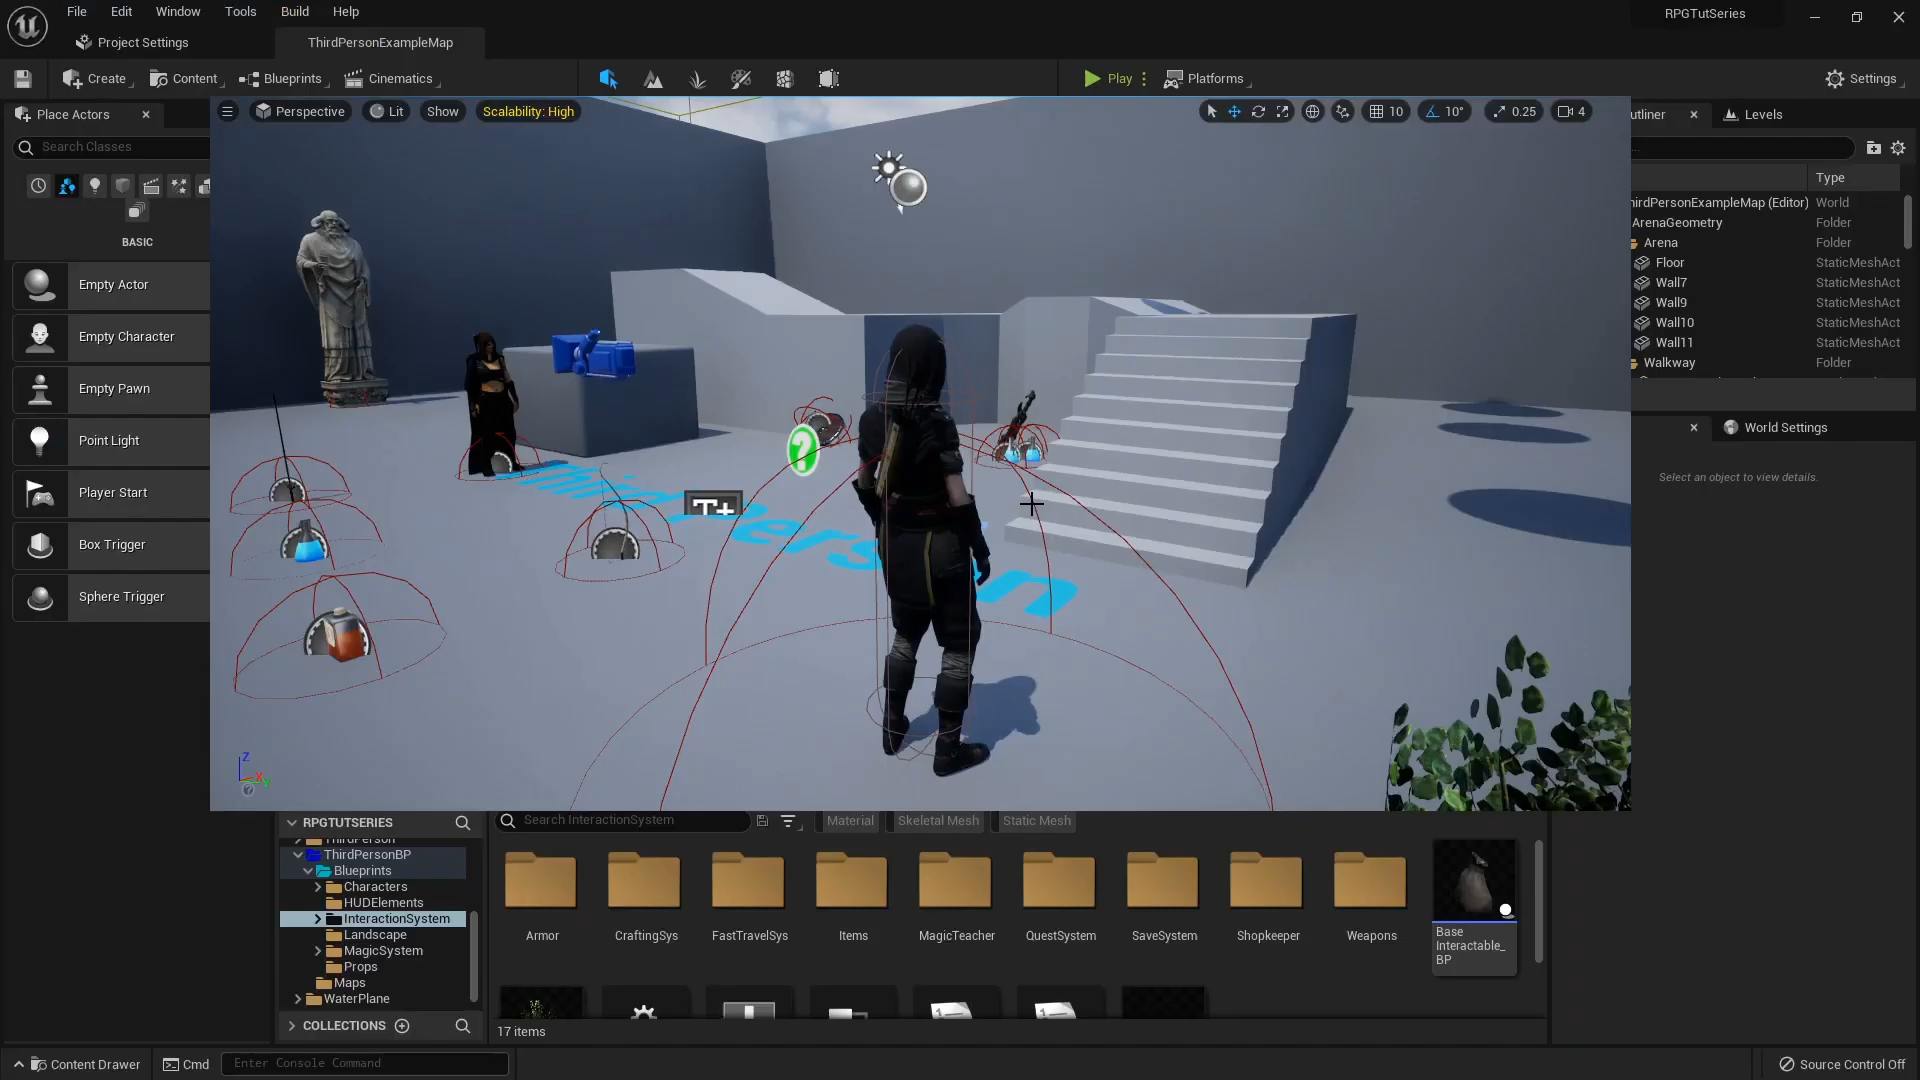 File Edit Window Tools Build Help
RPGTutSeries
Project Settings
ThirdPersonExampleMap
Create
Content
Blueprints
Cinematics
Play
Platforms
Settings
Place Actors
Search Classes
BASIC
Empty Actor
Empty Character
Empty Pawn
Point Light
Player Start
Box Trigger
Sphere Trigger
Perspective
Lit
Show
Scalability: High
10
10°
0.25
4
T+
Z
X
Y
utliner
Levels
Type
hirdPersonExampleMap (Editor) World
ArenaGeometry Folder
Arena Folder
Floor StaticMeshAct
Wall7 StaticMeshAct
Wall9 StaticMeshAct
Wall10 StaticMeshAct
Wall11 StaticMeshAct
Walkway Folder
World Settings
Select an object to view details.
RPGTUTSERIES
ThirdPerson
ThirdPersonBP
Blueprints
Characters
HUDElements
InteractionSystem
Landscape
MagicSystem
Props
Maps
WaterPlane
COLLECTIONS
Search InteractionSystem
Material
Skeletal Mesh
Static Mesh
Armor
CraftingSys
FastTravelSys
Items
MagicTeacher
QuestSystem
SaveSystem
Shopkeeper
Weapons
Base
Interactable_
BP
17 items
Content Drawer
Cmd
Enter Console Command
Source Control Off